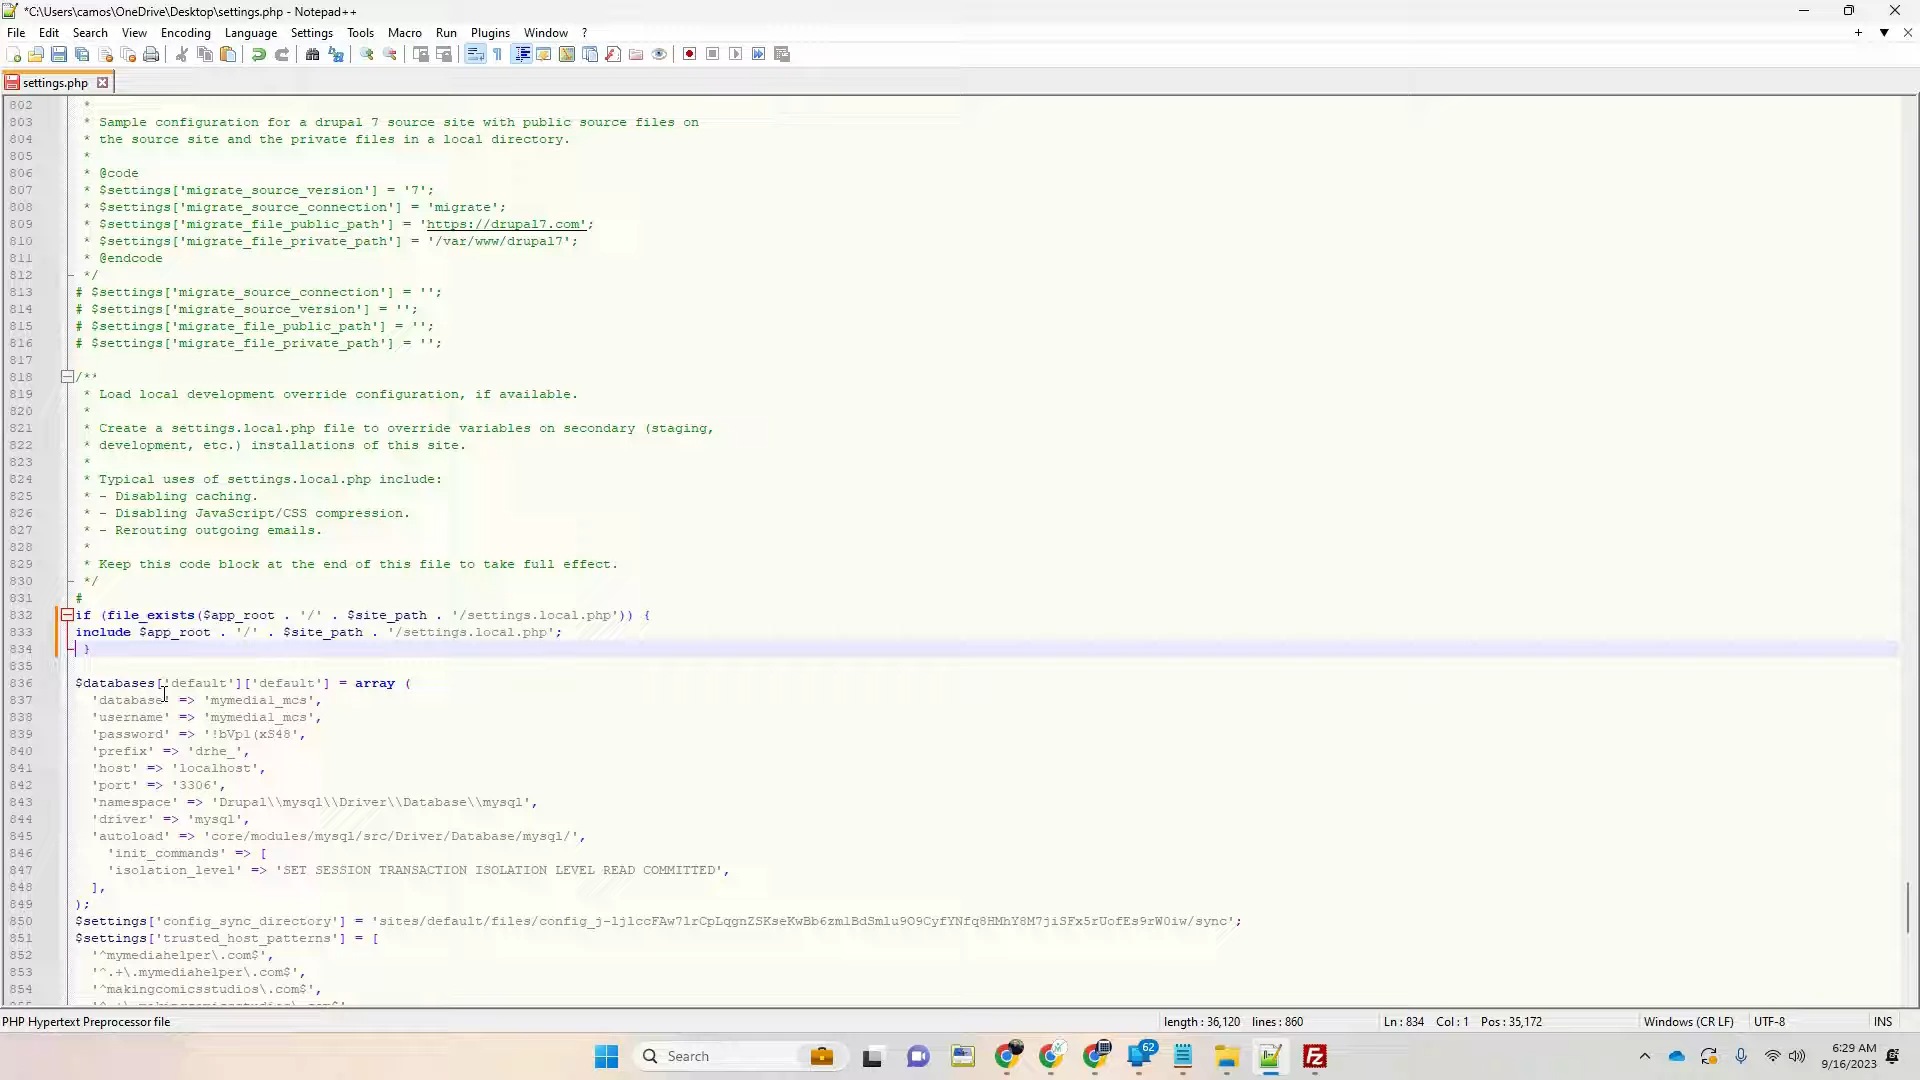 *C:\Users\camos\OneDrive\Desktop\settings.php - Notepad++
File Edit Search View Encoding Language Settings Tools Macro Run Plugins Window ?
settings.php
802 *
803 * Sample configuration for a drupal 7 source site with public source files on
804 * the source site and the private files in a local directory.
805 *
806 * @code
807 * $settings['migrate_source_version'] = '7';
808 * $settings['migrate_source_connection'] = 'migrate';
809 * $settings['migrate_file_public_path'] = 'https://drupal7.com';
810 * $settings['migrate_file_private_path'] = '/var/www/drupal7';
811 * @endcode
812 */
813 # $settings['migrate_source_connection'] = '';
814 # $settings['migrate_source_version'] = '';
815 # $settings['migrate_file_public_path'] = '';
816 # $settings['migrate_file_private_path'] = '';
817
818 /**
819 * Load local development override configuration, if available.
820 *
821 * Create a settings.local.php file to override variables on secondary (staging,
822 * development, etc.) installations of this site.
823 *
824 * Typical uses of settings.local.php include:
825 * - Disabling caching.
826 * - Disabling JavaScript/CSS compression.
827 * - Rerouting outgoing emails.
828 *
829 * Keep this code block at the end of this file to take full effect.
830 */
831 #
832 if (file_exists($app_root . '/' . $site_path . '/settings.local.php')) {
833 include $app_root . '/' . $site_path . '/settings.local.php';
834 }
835
836 $databases['default']['default'] = array (
837 'database' => 'mymedia1_mcs',
838 'username' => 'mymedia1_mcs',
839 'password' => '!bVp1(xS48',
840 'prefix' => 'drhe_',
841 'host' => 'localhost',
842 'port' => '3306',
843 'namespace' => 'Drupal\\mysql\\Driver\\Database\\mysql',
844 'driver' => 'mysql',
845 'autoload' => 'core/modules/mysql/src/Driver/Database/mysql/',
846 'init_commands' => [
847 'isolation_level' => 'SET SESSION TRANSACTION ISOLATION LEVEL READ COMMITTED',
848 ],
849 );
850 $settings['config_sync_directory'] =
851 $settings['trusted_host_patterns'] = [
852 '^mymediahelper\.com$',
853 '^.+\.mymediahelper\.com$',
854 '^makingcomicsstudios\.com$',
PHP Hypertext Preprocessor file length : 36,120 lines : 860 Ln : 834 Col : 1 Pos : 35,172 Windows (CR LF) UTF-8 INS
Search
62
6:29 AM
9/16/2023